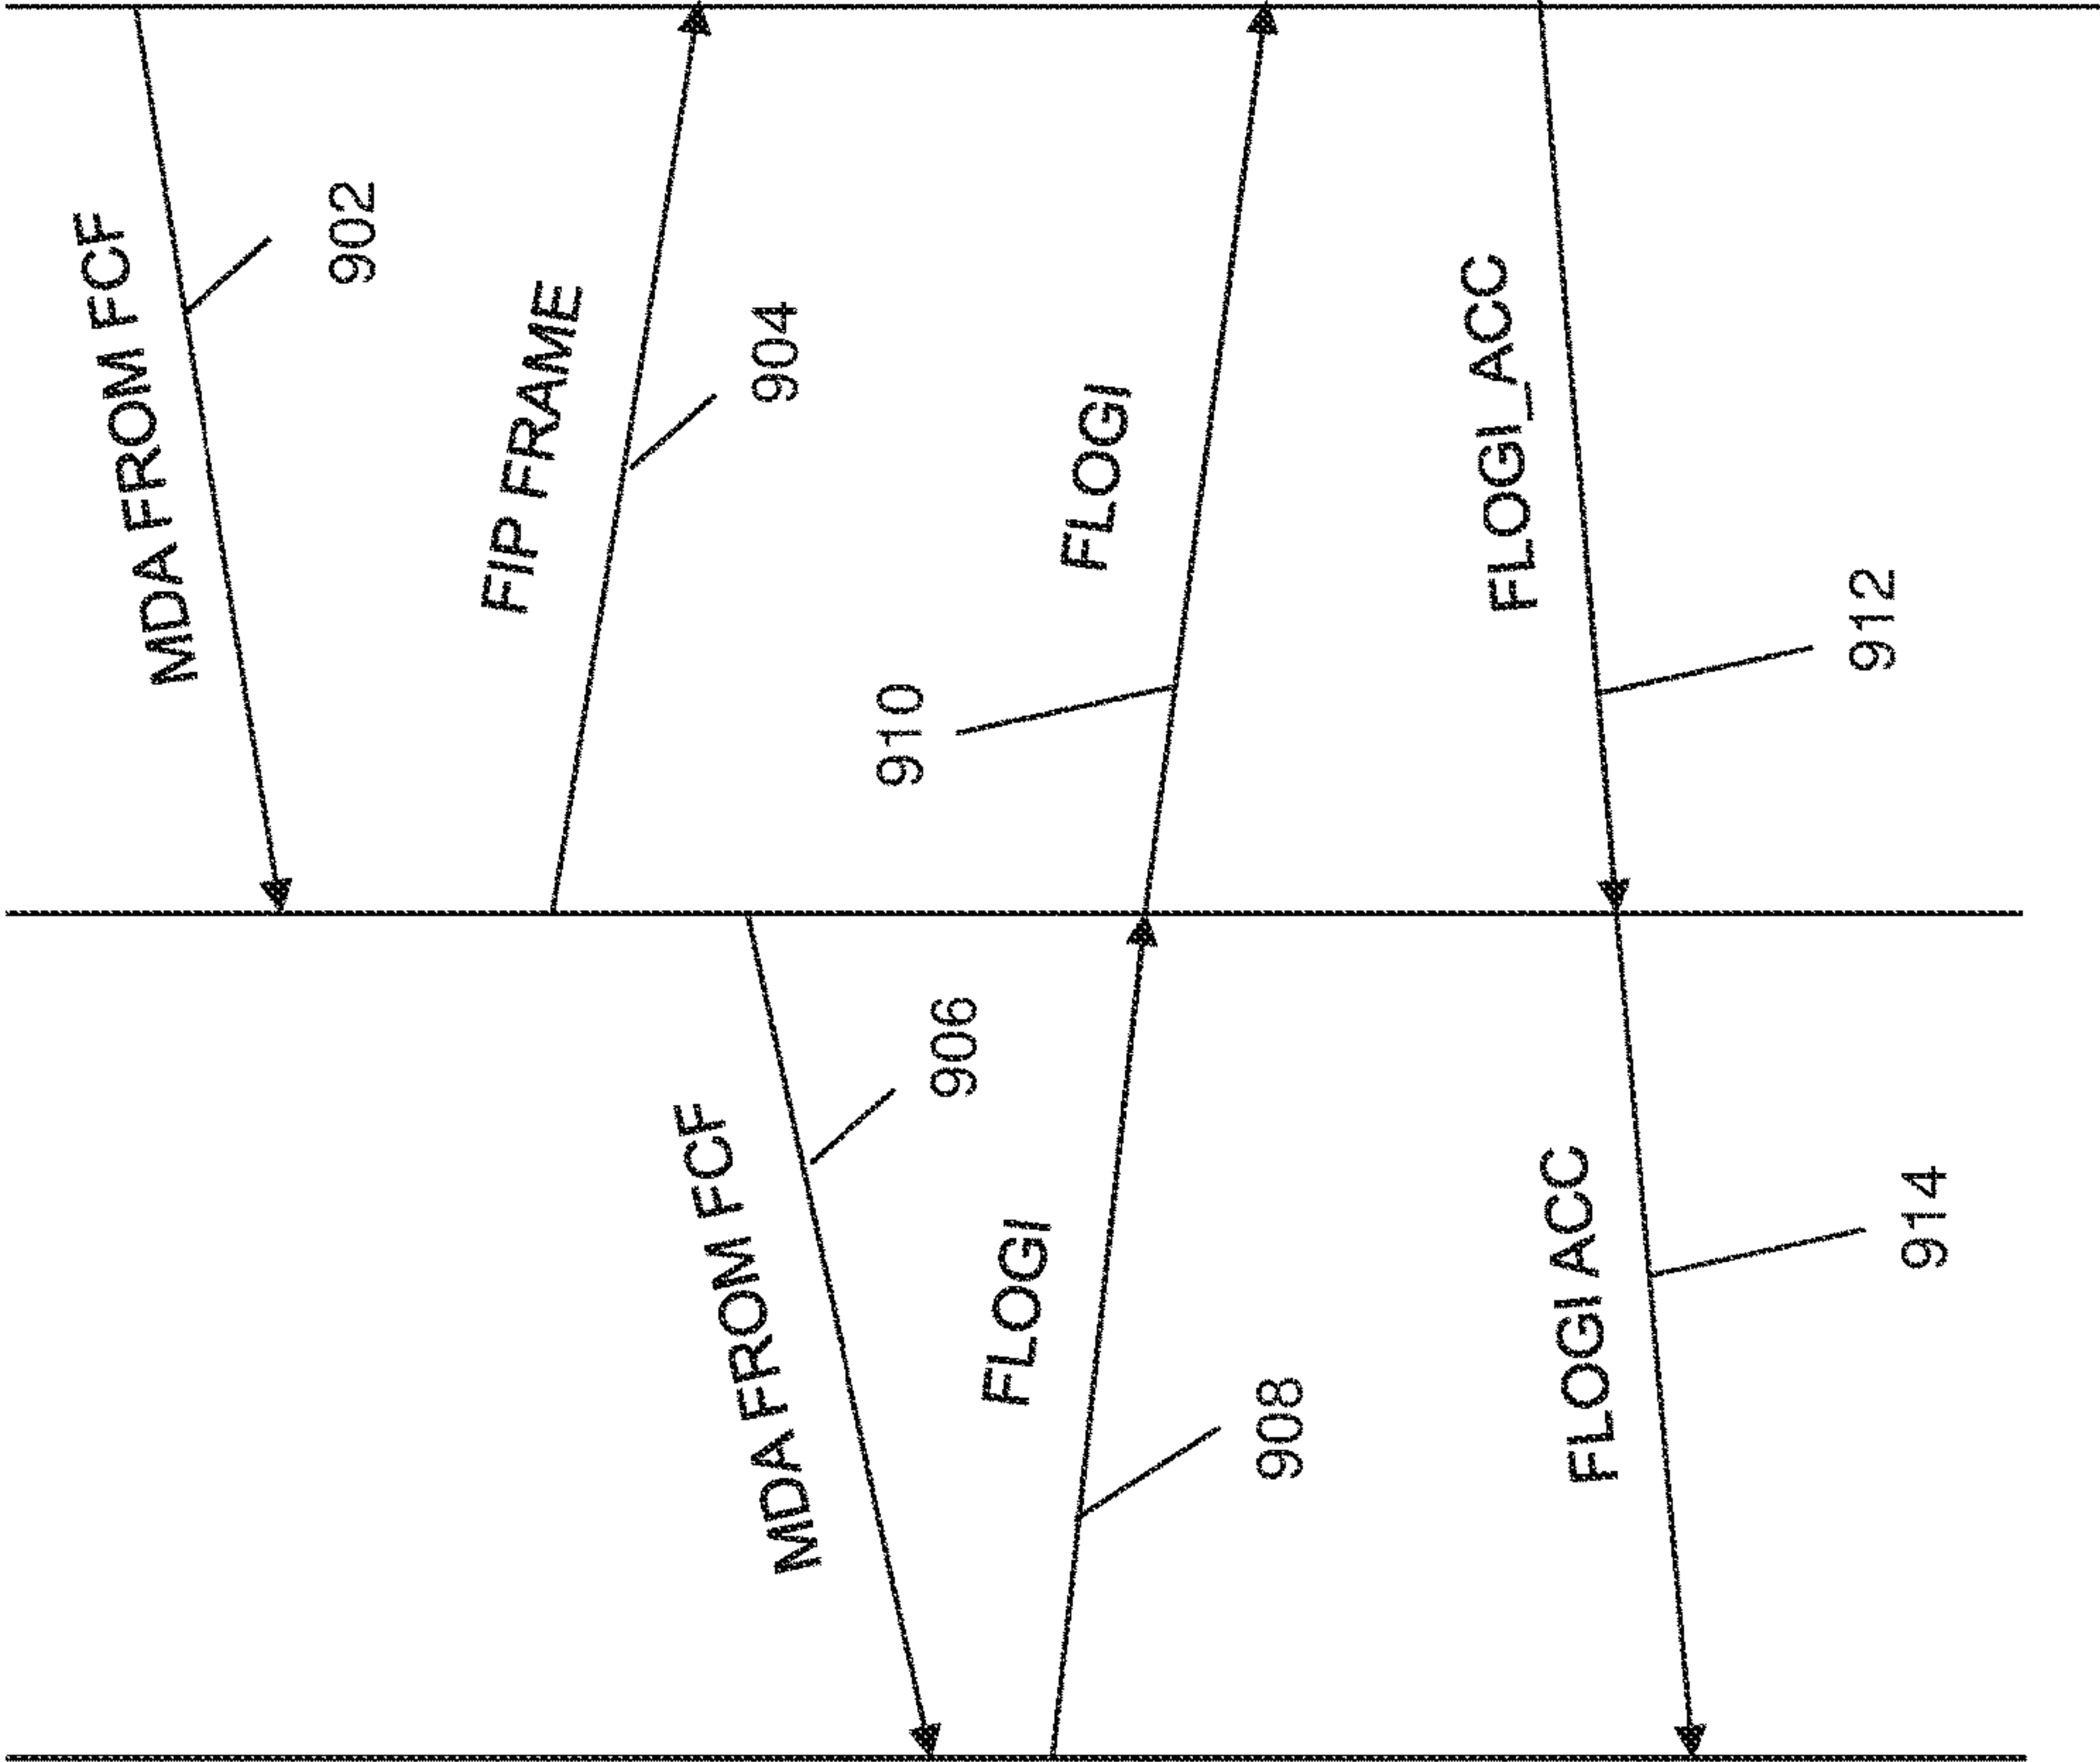 MDA FROM FCF
902
FIP FRAME
904
MDA FROM FCF
906
FLOGI
908
FLOGI
910
FLOGI_ACC
912
FLOGI ACC
914